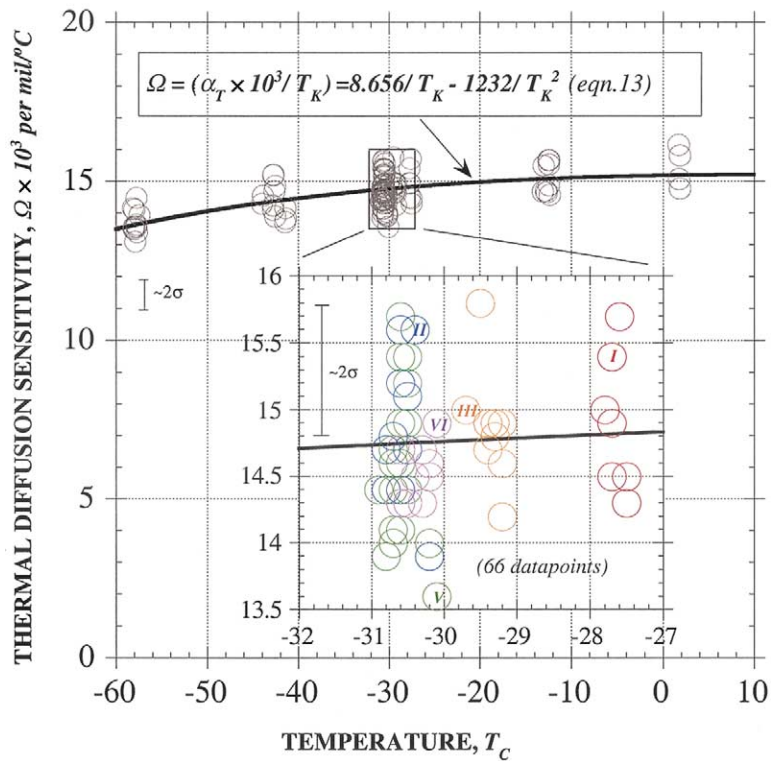 THERMAL DIFFUSION SENSITIVITY, Ω × 10³ per mil/°C
20
15
10
5
0
Ω = (α_T × 10³/ T_K) =8.656/ T_K - 1232/ T_K² (eqn.13)
~2σ
16
15.5
15
14.5
14
13.5
~2σ
II
I
III
VI
V
(66 datapoints)
-32 -31 -30 -29 -28 -27
-60 -50 -40 -30 -20 -10 0 10
TEMPERATURE, T_C